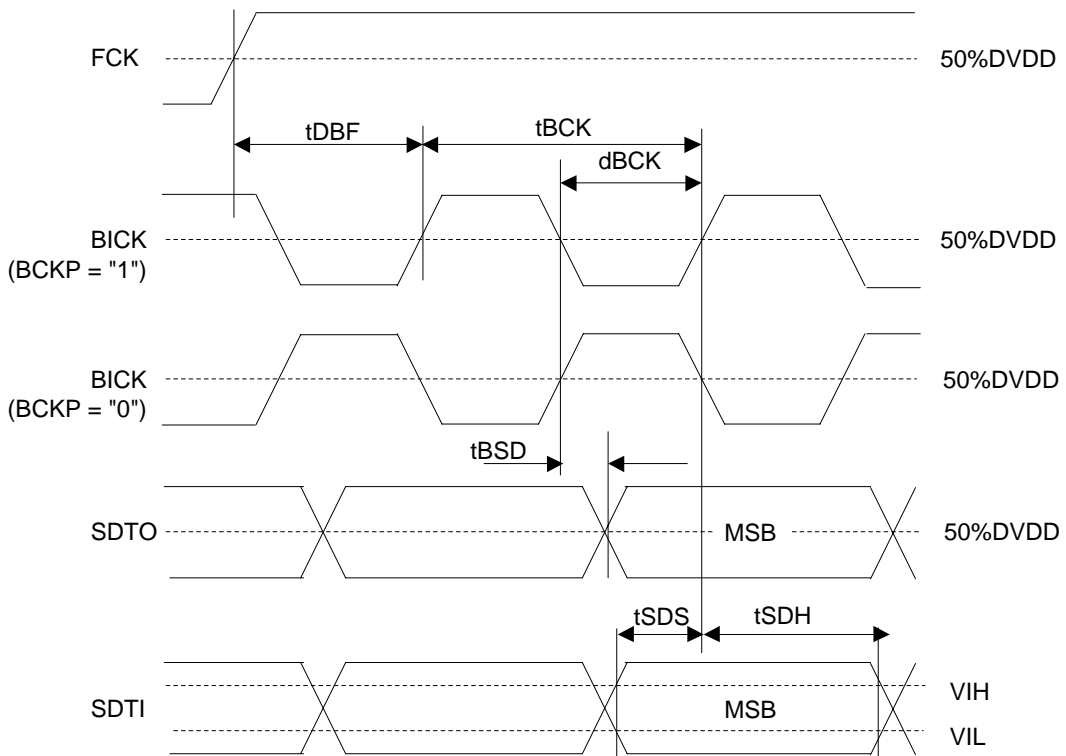 FCK
50%DVDD
tDBF
tBCK
dBCK
BICK
(BCKP = "1")
50%DVDD
BICK
(BCKP = "0")
50%DVDD
tBSD
SDTO
MSB
50%DVDD
tSDS
tSDH
SDTI
MSB
VIH
VIL